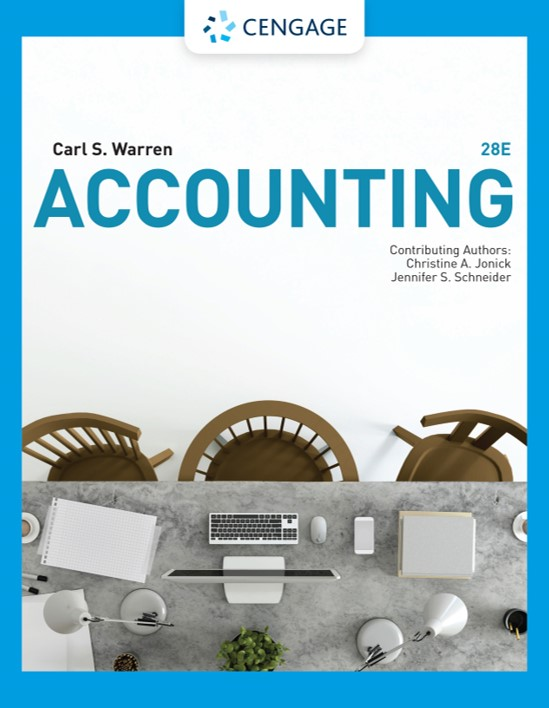 CENGAGE
Carl S. Warren 28E
ACCOUNTING
Contributing Authors:
Christine A. Jonick
Jennifer S. Schneider